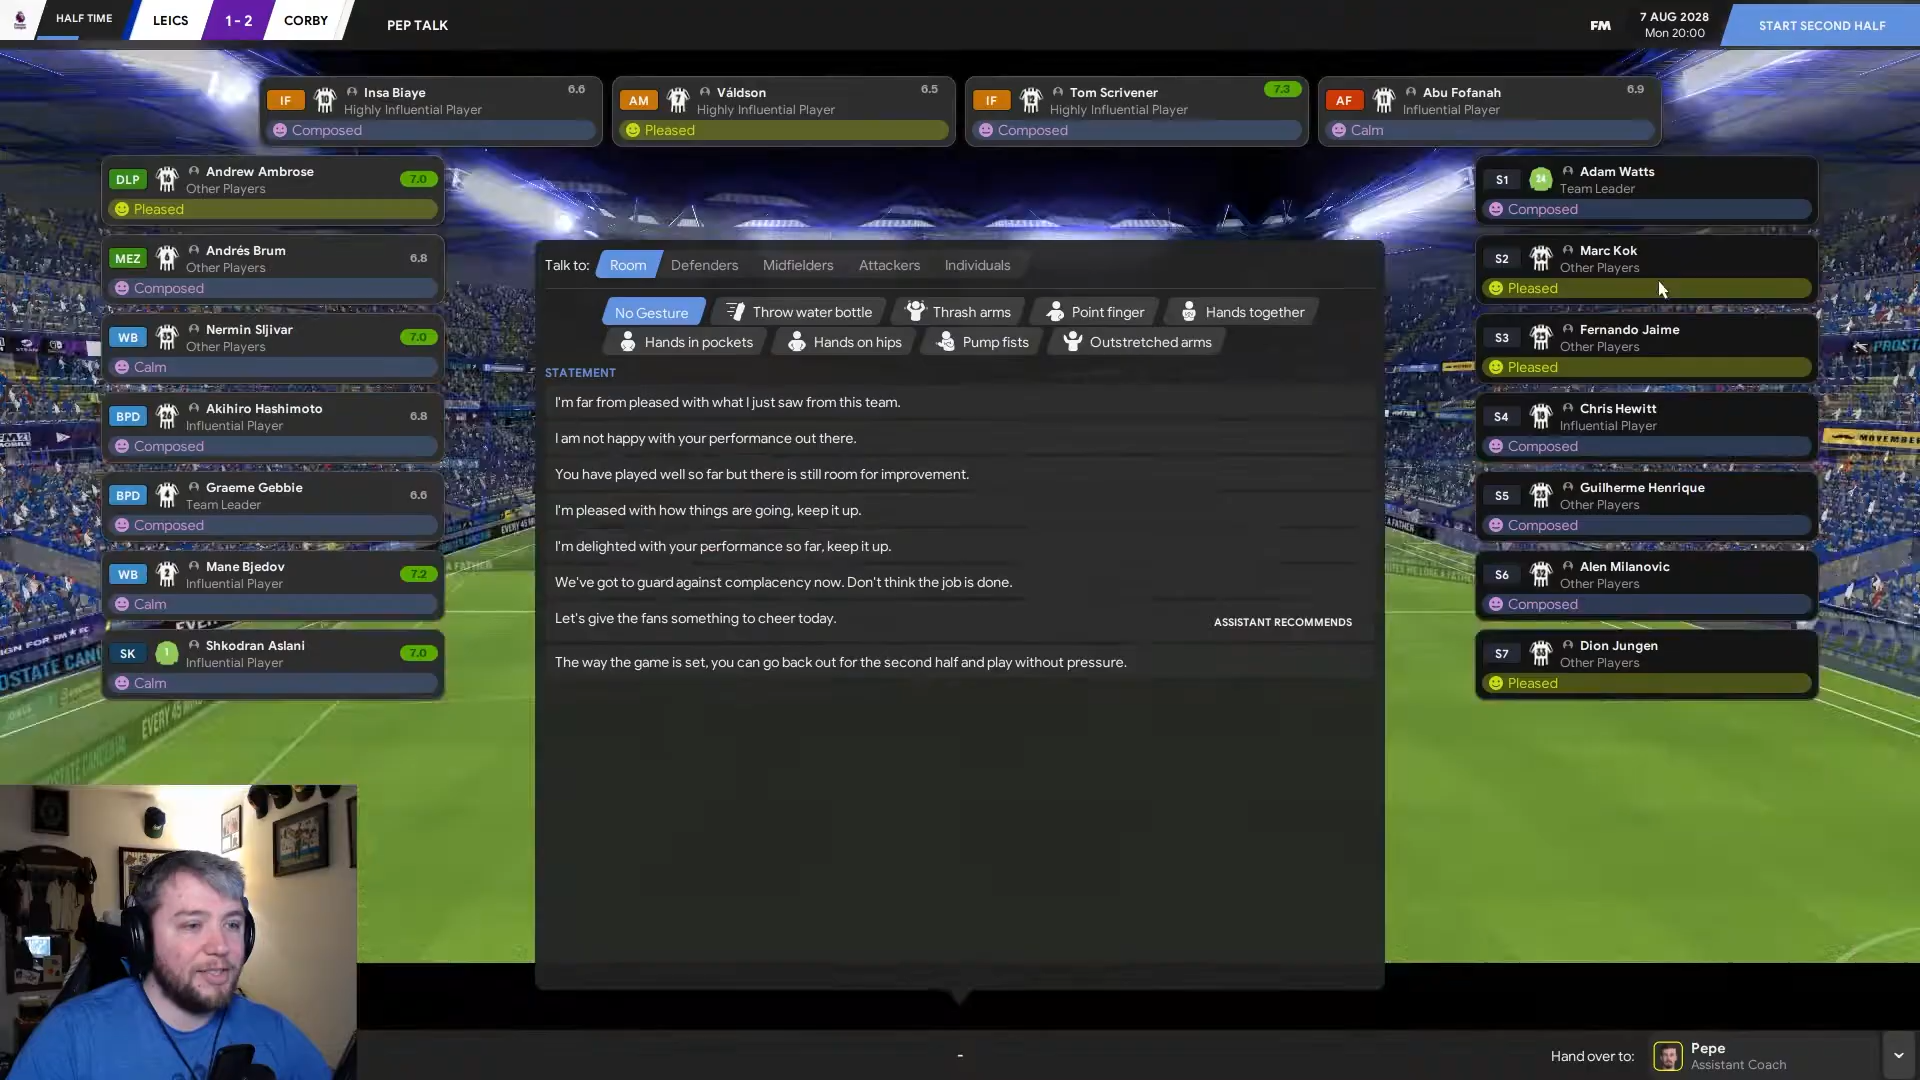 HALF TIME
LEICS
1 - 2
CORBY
PEP TALK
FM
7 AUG 2028
Mon 20:00
START SECOND HALF
IF
Insa Biaye
6.6
Highly Influential Player
Composed
AM
Váldson
6.5
Highly Influential Player
Pleased
IF
Tom Scrivener
7.3
Highly Influential Player
Composed
AF
Abu Fofanah
6.9
Influential Player
Calm
DLP
Andrew Ambrose
Other Players
7.0
Pleased
MEZ
Andrés Brum
Other Players
6.8
Composed
WB
Nermin Sljivar
Other Players
7.0
Calm
BPD
Akihiro Hashimoto
Influential Player
6.8
Composed
BPD
Graeme Gebbie
Team Leader
6.6
Composed
WB
Mane Bjedov
Influential Player
7.2
Calm
SK
1
Shkodran Aslani
Influential Player
7.0
Calm
Talk to:
Room
Defenders
Midfielders
Attackers
Individuals
No Gesture
Throw water bottle
Thrash arms
Point finger
Hands together
Hands in pockets
Hands on hips
Pump fists
Outstretched arms
STATEMENT
I'm far from pleased with what I just saw from this team.
I am not happy with your performance out there.
You have played well so far but there is still room for improvement.
I'm pleased with how things are going, keep it up.
I'm delighted with your performance so far, keep it up.
We've got to guard against complacency now. Don't think the job is done.
Let's give the fans something to cheer today.
ASSISTANT RECOMMENDS
The way the game is set, you can go back out for the second half and play without pressure.
S1
24
Adam Watts
Team Leader
Composed
S2
Marc Kok
Other Players
Pleased
S3
Fernando Jaime
Other Players
Pleased
S4
Chris Hewitt
Influential Player
Composed
S5
Guilherme Henrique
Other Players
Composed
S6
Alen Milanovic
Other Players
Composed
S7
Dion Jungen
Other Players
Pleased
-
Hand over to:
Pepe
Assistant Coach